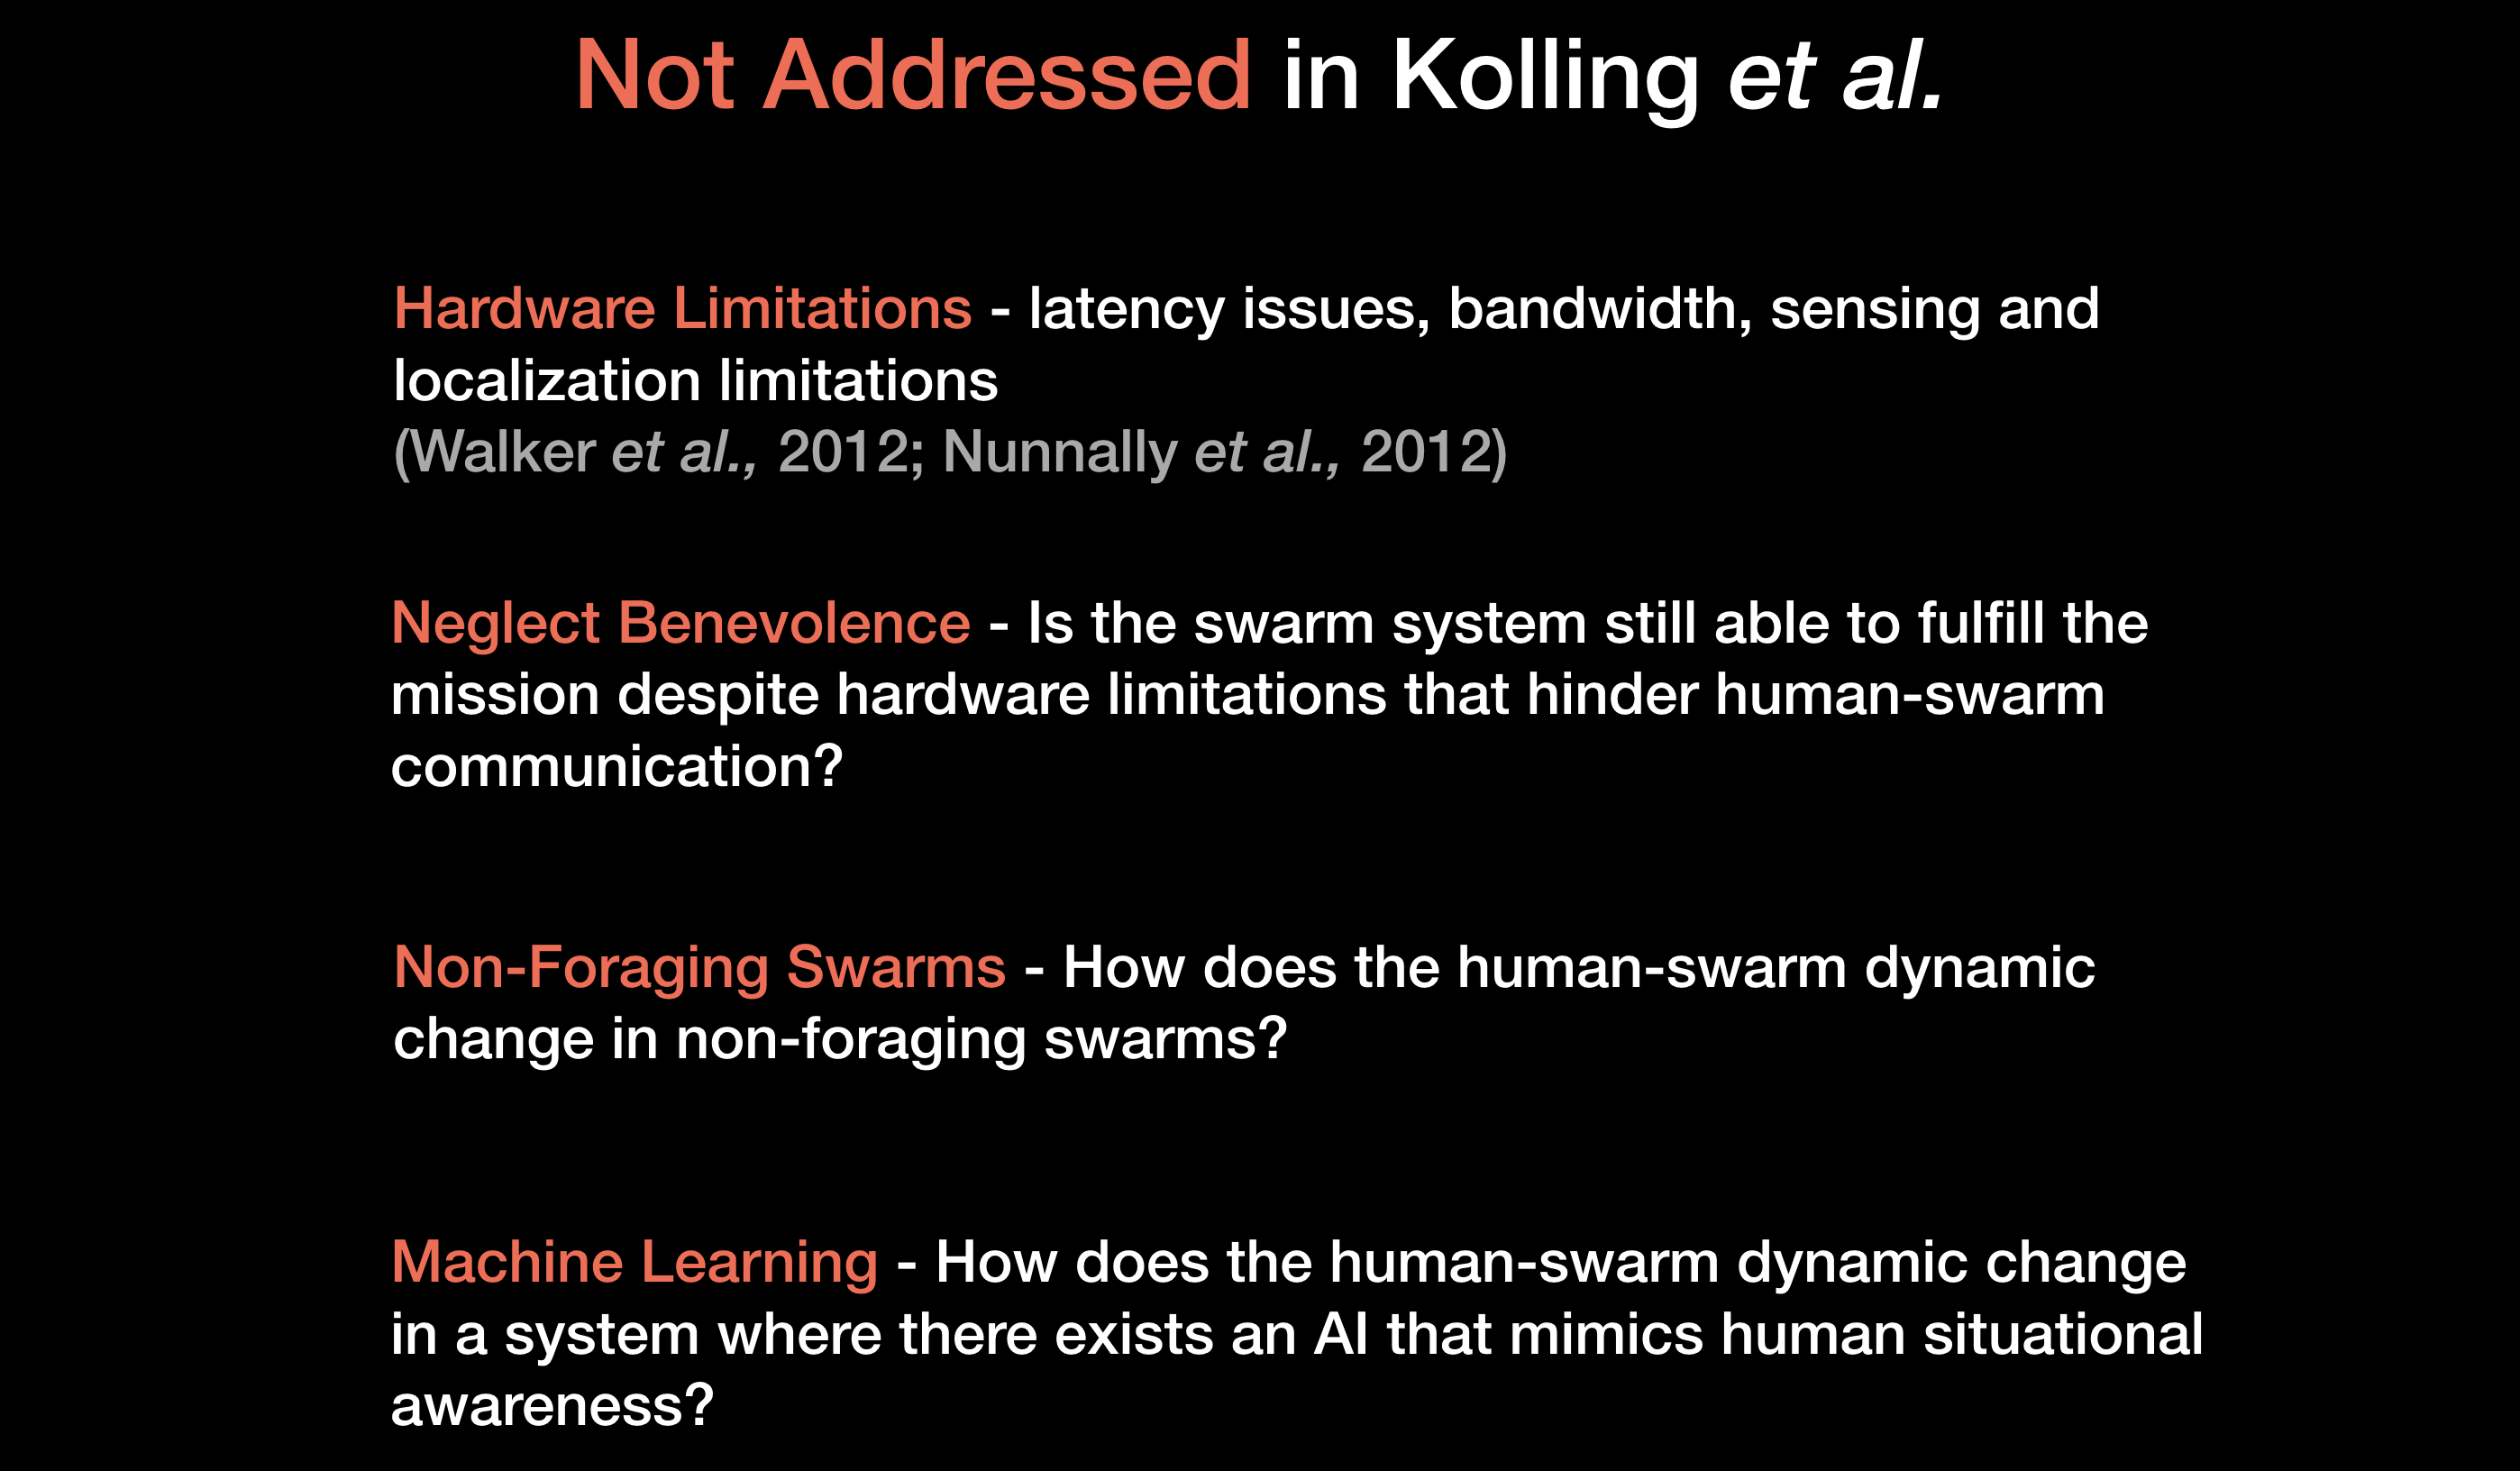 Not Addressed in Kolling et al.
Hardware Limitations - latency issues, bandwidth, sensing and
localization limitations
(Walker et al., 2012; Nunnally et al., 2012)
Neglect Benevolence - Is the swarm system still able to fulfill the
mission despite hardware limitations that hinder human-swarm
communication?
Non-Foraging Swarms - How does the human-swarm dynamic
change in non-foraging swarms?
Machine Learning - How does the human-swarm dynamic change
in a system where there exists an AI that mimics human situational
awareness?